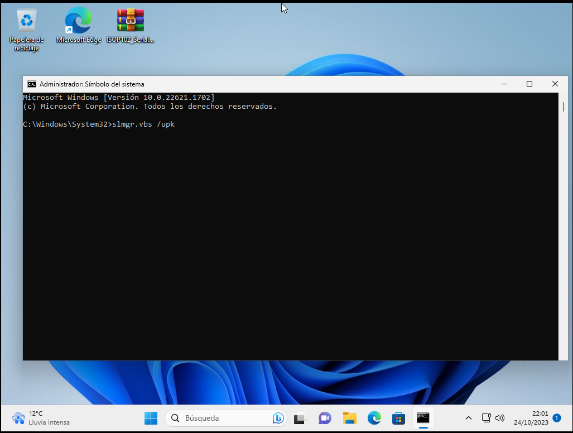 Papelera de
reciclaje
Microsoft Edge
Administrador: Símbolo del sistema
Microsoft Windows [Versión 10.0.22621.1702]
(c) Microsoft Corporation. Todos los derechos reservados.
C:\Windows\System32>slmgr.vbs /upk
12°C
Lluvia intensa
Búsqueda
22:01
24/10/2023
1